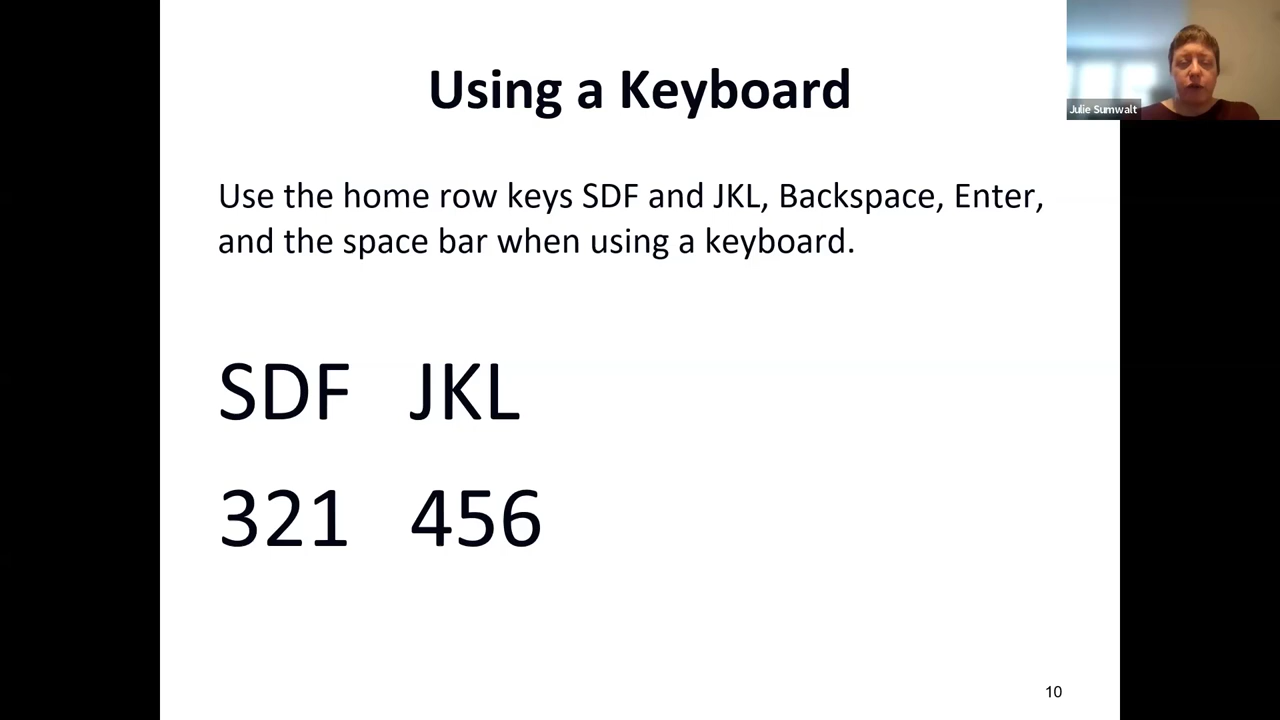 Using a Keyboard
Julie Sumwalt
Use the home row keys SDF and JKL, Backspace, Enter,
and the space bar when using a keyboard.
SDF JKL
321 456
10